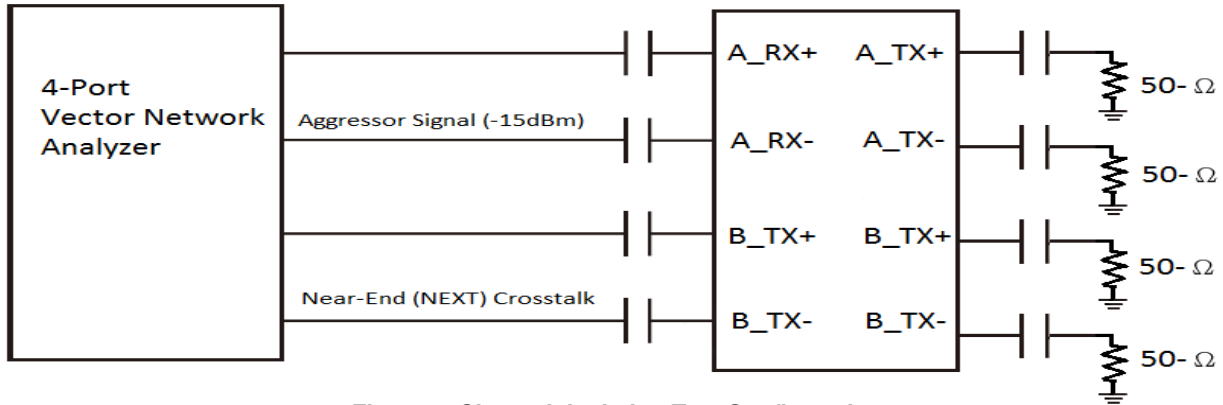 4-Port
Vector Network
Analyzer
Aggressor Signal (-15dBm)
Near-End (NEXT) Crosstalk
A_RX+ A_TX+
A_RX- A_TX-
B_TX+ B_TX+
B_TX- B_TX-
50- Ω
50- Ω
50- Ω
50- Ω